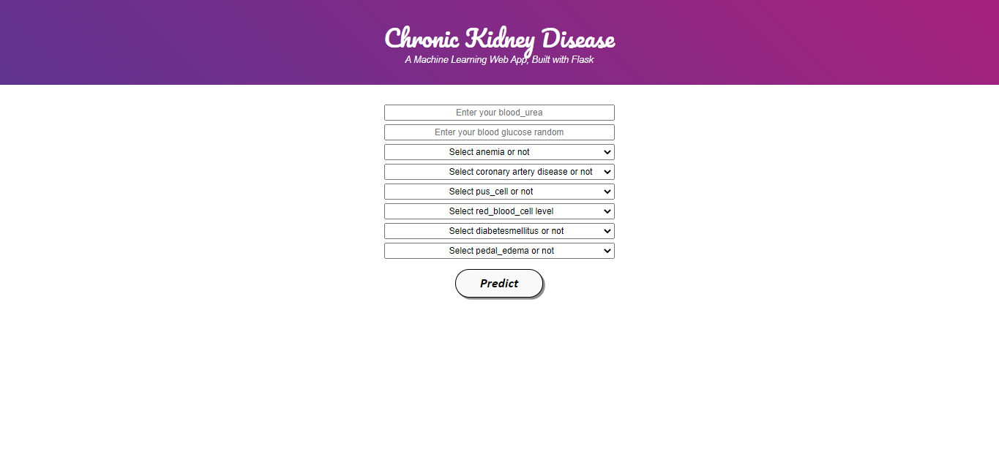 Chronic Kidney Disease
A Machine Learning Web App, Built with Flask
Enter your blood_urea
Enter your blood glucose random
Select anemia or not
Select coronary artery disease or not
Select pus_cell or not
Select red_blood_cell level
Select diabetesmellitus or not
Select pedal_edema or not
Predict